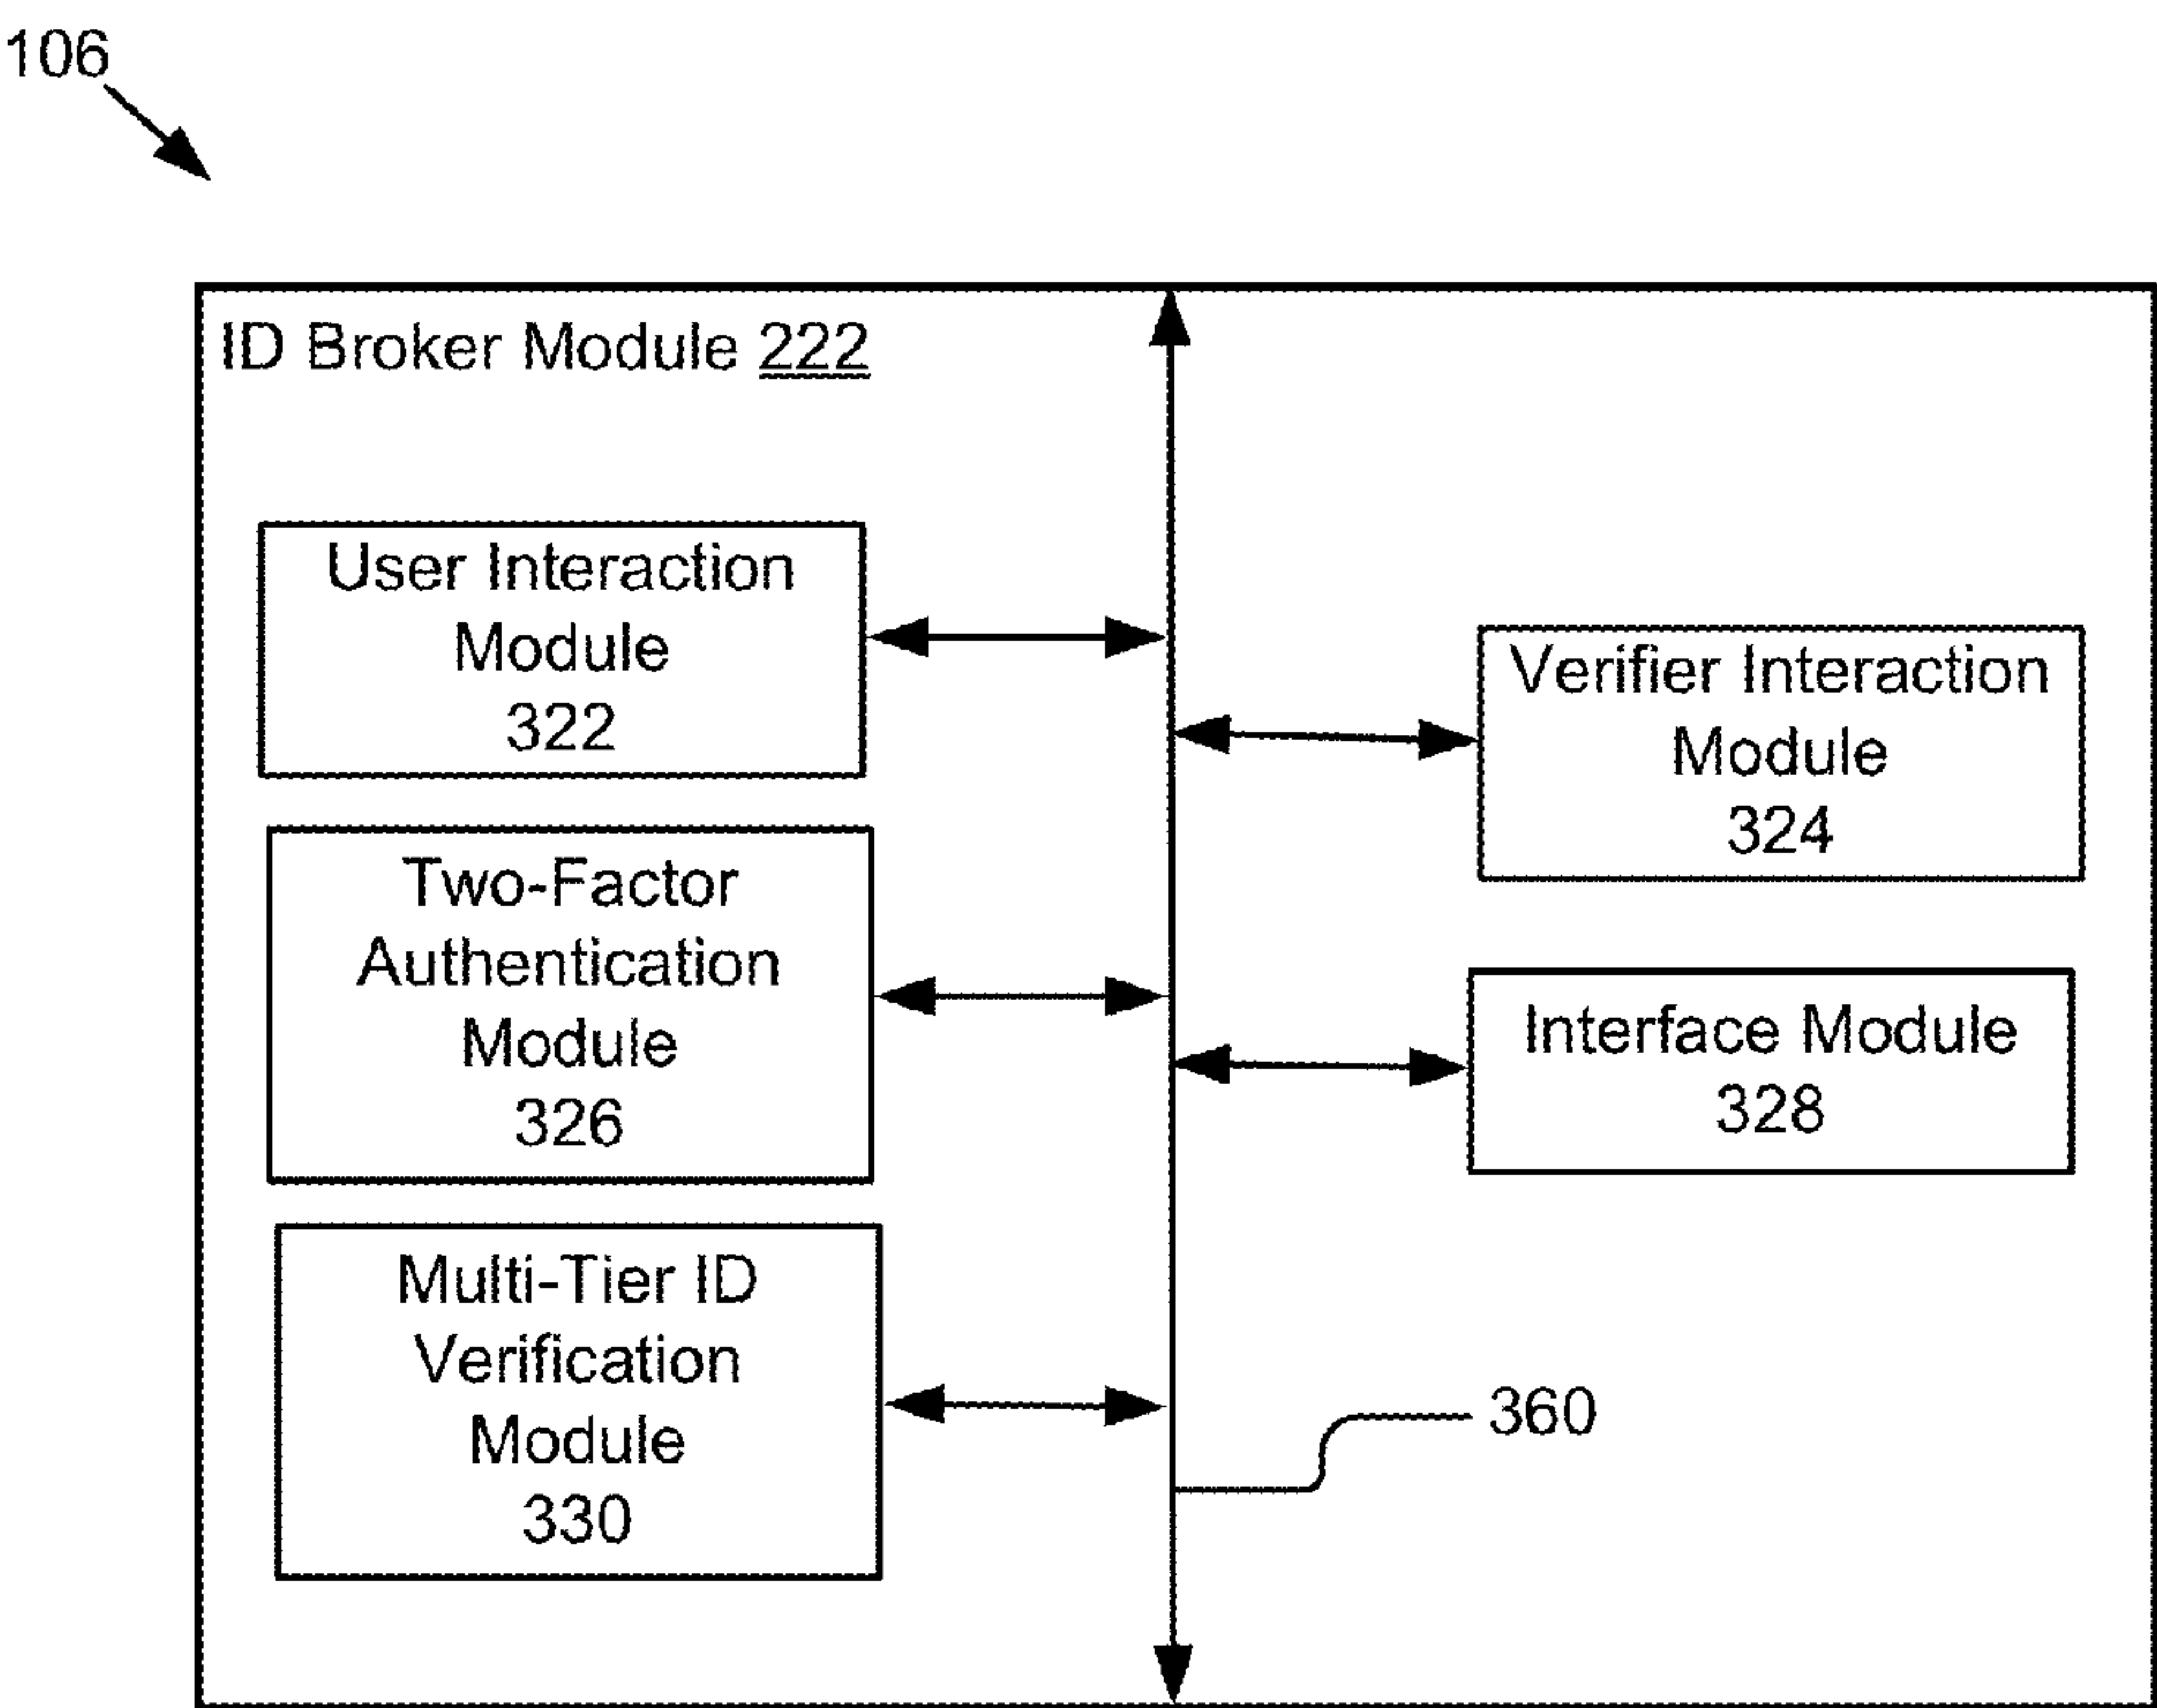 106
ID Broker Module 222
User Interaction
Module
322
Verifier Interaction
Module
324
Two-Factor
Authentication
Module
326
Interface Module
328
Multi-Tier ID
Verification
Module
330
360